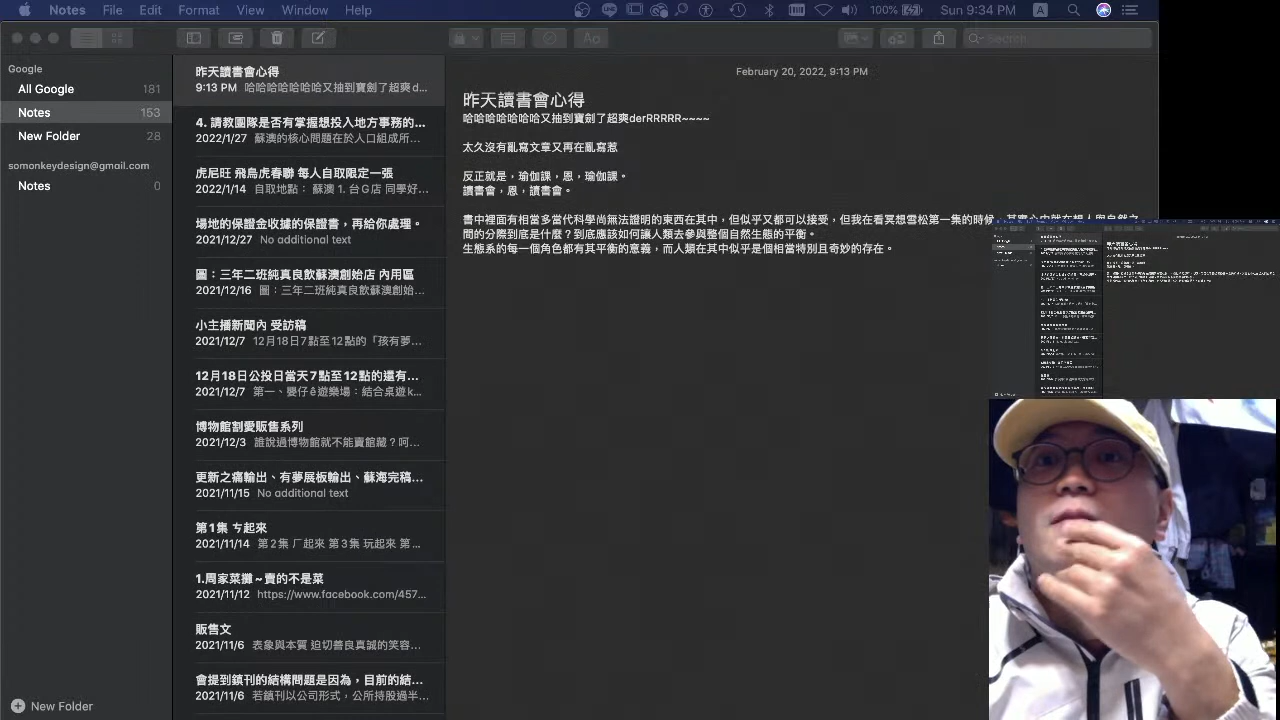 Notes File Edit Format View Window Help
100% Sun 9:34 PM A
Aa Search
Google
All Google 181
Notes 153
New Folder 28
somonkeydesign@gmail.com
Notes 0
New Folder
昨天讀書會心得
9:13 PM 哈哈哈哈哈哈哈又抽到寶劍了超爽d...
4. 請教團隊是否有掌握想投入地方事務的...
2022/1/27 蘇澳的核心問題在於人口組成所...
虎尼旺 飛鳥虎春聯 每人自取限定一張
2022/1/14 自取地點： 蘇澳 1. 台G店 同學好...
場地的保證金收據的保證書，再給你處理。
2021/12/27 No additional text
圖：三年二班純真敘飲 澳創始店 內用區
2021/12/16 圖：三年二班純真敘飲 蘇澳創始...
小主播新聞內 受訪稿
2021/12/7 12月18日7點至12點的「孩有夢...
12月18日公投日當天7點至12點的還有...
2021/12/7 第一、嬰仔ㄜ遊樂場：結合兵遊k...
博物館割愛販售系列
2021/12/3 誰說過博物館就不能賣館藏？呵...
更新之痛輸出、有夢展板輸出、蘇海完稿...
2021/11/15 No additional text
第1集 ㄘ起來
2021/11/14 第2集 ㄏ起來 第3集 玩起來 第...
1.周家菜攤~賣的不是菜
2021/11/12 https://www.facebook.com/457...
販售文
2021/11/6 表象與本質 迫切善良真誠的笑容...
會提到鎮刊的結構問題是因為，目前的結...
2021/11/6 若鎮刊以公司形式，公所持股過半...
February 20, 2022, 9:13 PM
昨天讀書會心得
哈哈哈哈哈哈哈又抽到寶劍了超爽derRRRRR~~~~
太久沒有亂寫文章又再在亂寫惹
反正就是，瑜伽課，恩，瑜伽課。
讀書會，恩，讀書會。
書中裡面有相當多當代科學尚無法證明的東西在其中，但似乎又都可以接受，但我在看冥想雲松第一集的時候，其實心中就在想人與自然之
間的分際到底是什麼？到底應該如何讓人類去參與整個自然生態的平衡。
生態系的每一個角色都有其平衡的意義，而人類在其中似乎是個相當特別且奇妙的存在。